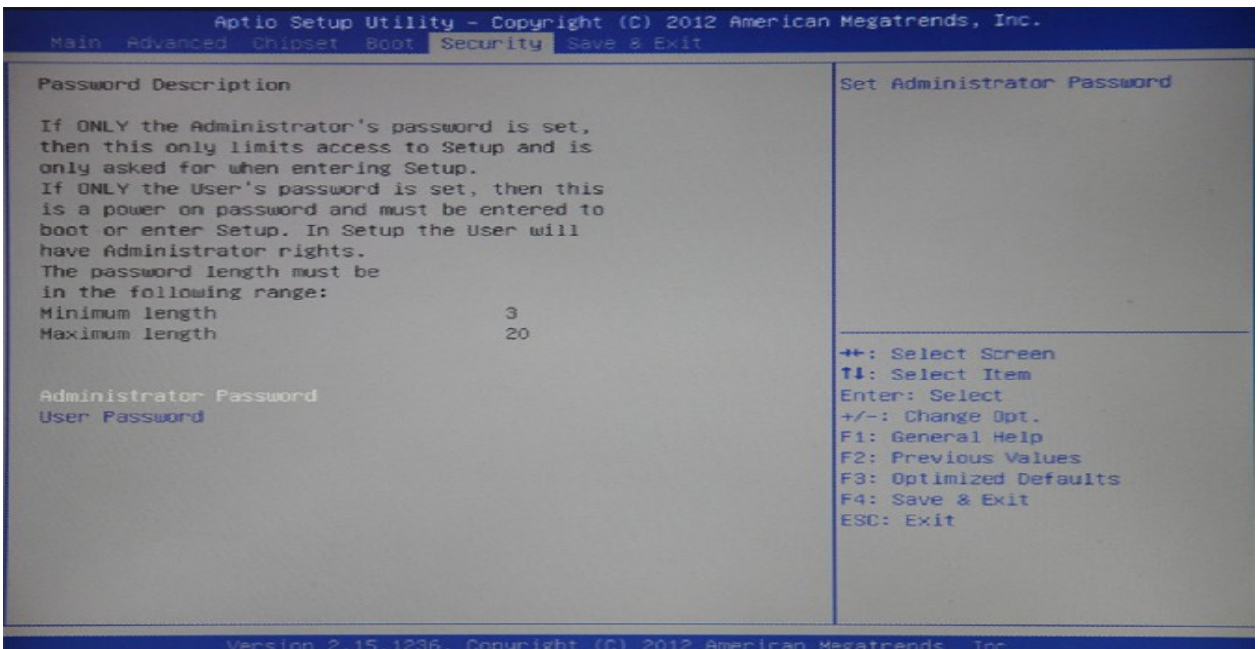 Aptio Setup Utility - Copyright (C) 2012 American Megatrends, Inc.
Main Advanced Chipset Boot Security Save & Exit
Password Description
If ONLY the Administrator's password is set,
then this only limits access to Setup and is
only asked for when entering Setup.
If ONLY the User's password is set, then this
is a power on password and must be entered to
boot or enter Setup. In Setup the User will
have Administrator rights.
The password length must be
in the following range:
Minimum length 3
Maximum length 20
Administrator Password
User Password
Set Administrator Password
→←: Select Screen
↑↓: Select Item
Enter: Select
+/-: Change Opt.
F1: General Help
F2: Previous Values
F3: Optimized Defaults
F4: Save & Exit
ESC: Exit
Version 2.15.1236. Copyright (C) 2012 American Megatrends, Inc.